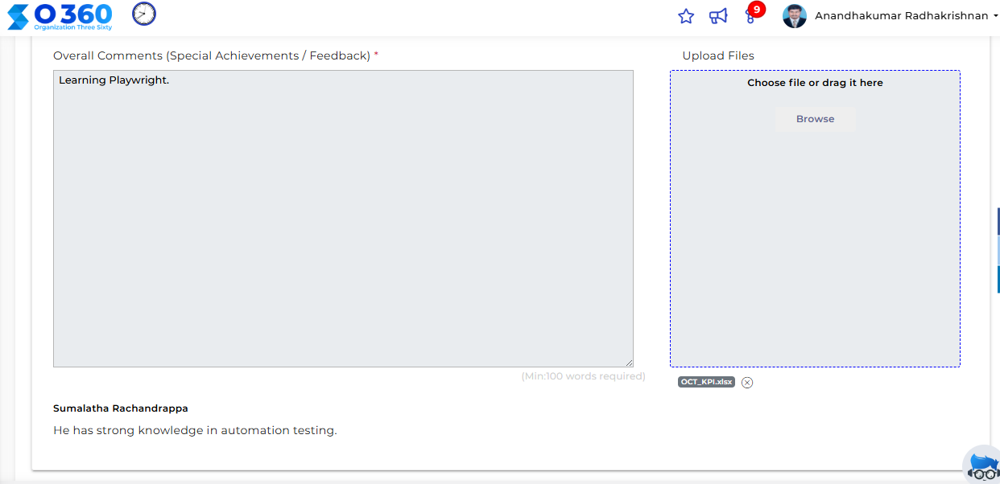 O 360
Organization Three Sixty
9
Anandhakumar Radhakrishnan
Overall Comments (Special Achievements / Feedback) *
Upload Files
Learning Playwright.
Choose file or drag it here
Browse
(Min:100 words required)
OCT_KPI.xlsx
Sumalatha Rachandrappa
He has strong knowledge in automation testing.